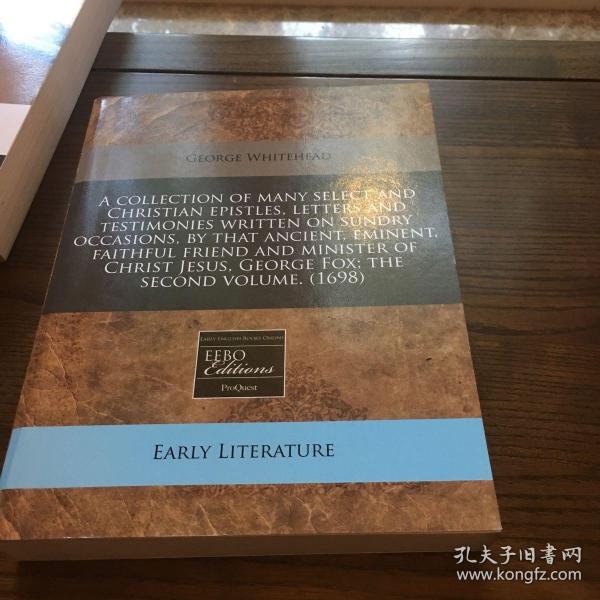 GEORGE WHITEHEAD
A COLLECTION OF MANY SELECT AND
CHRISTIAN EPISTLES, LETTERS AND
TESTIMONIES WRITTEN ON SUNDRY
OCCASIONS, BY THAT ANCIENT, EMINENT,
FAITHFUL FRIEND AND MINISTER OF
CHRIST JESUS, GEORGE FOX; THE
SECOND VOLUME. (1698)
EARLY ENGLISH BOOKS ONLINE
EEBO
Editions
PROQUEST
EARLY LITERATURE
孔夫子旧书网
www.kongfz.com